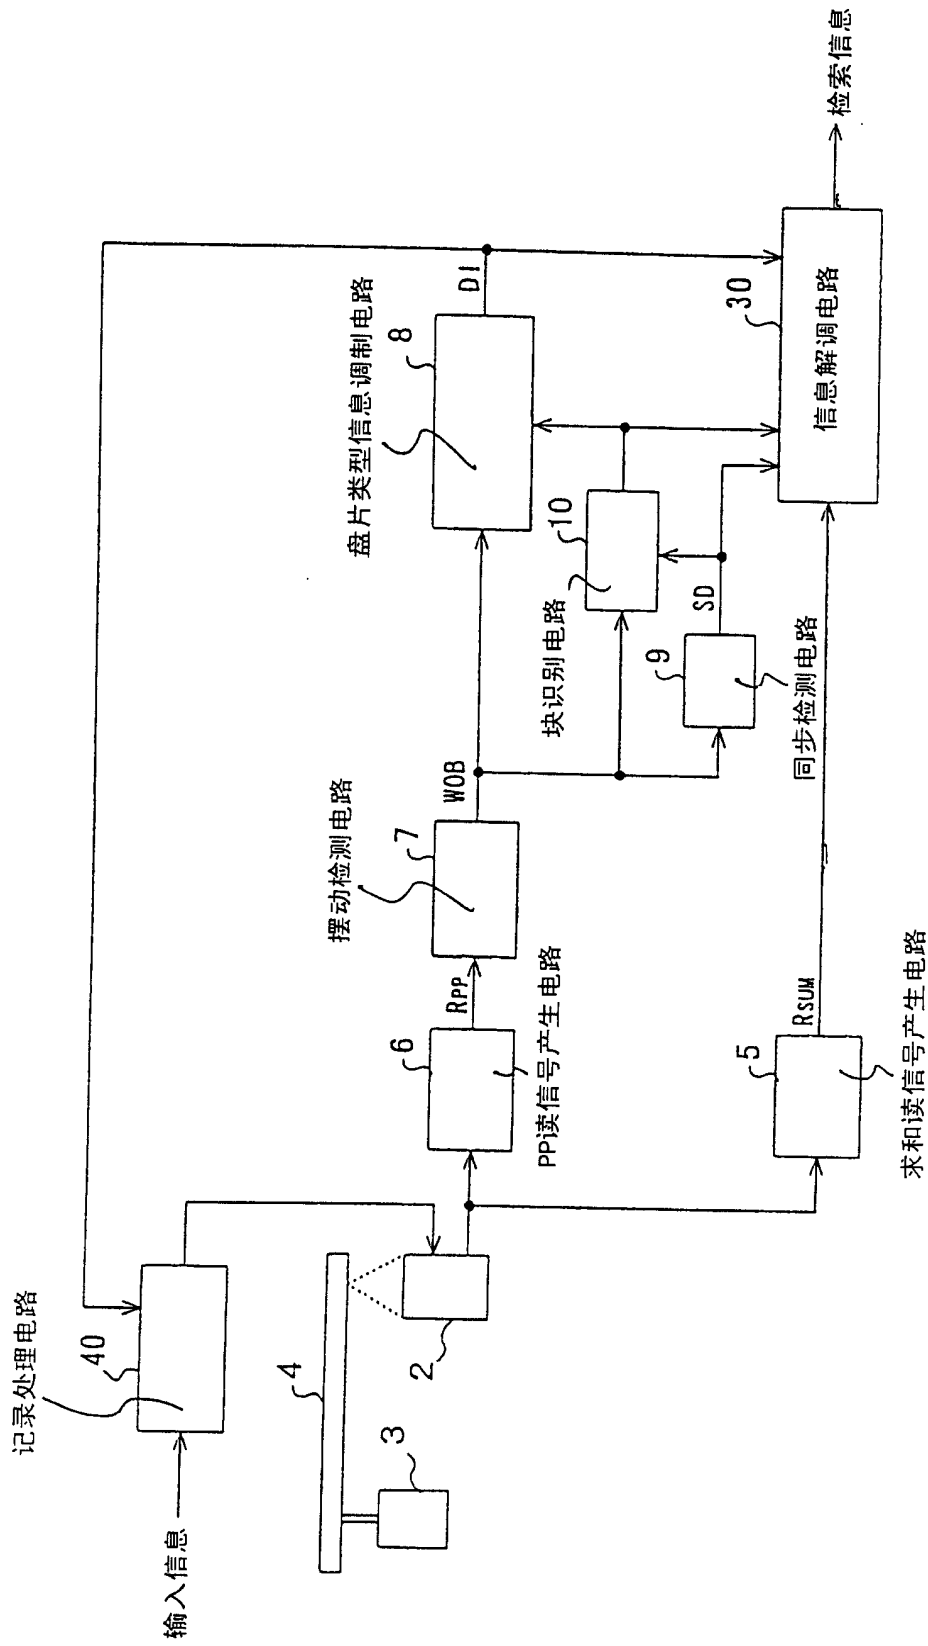 输入信息
记录处理电路
40
4
3
2
PP读信号产生电路
6
RPP
摆动检测电路
7
WOB
盘片类型信息调制电路
8
DI
块识别电路
10
9
SD
同步检测电路
求和读信号产生电路
5
RSUM
30
信息解调电路
检索信息